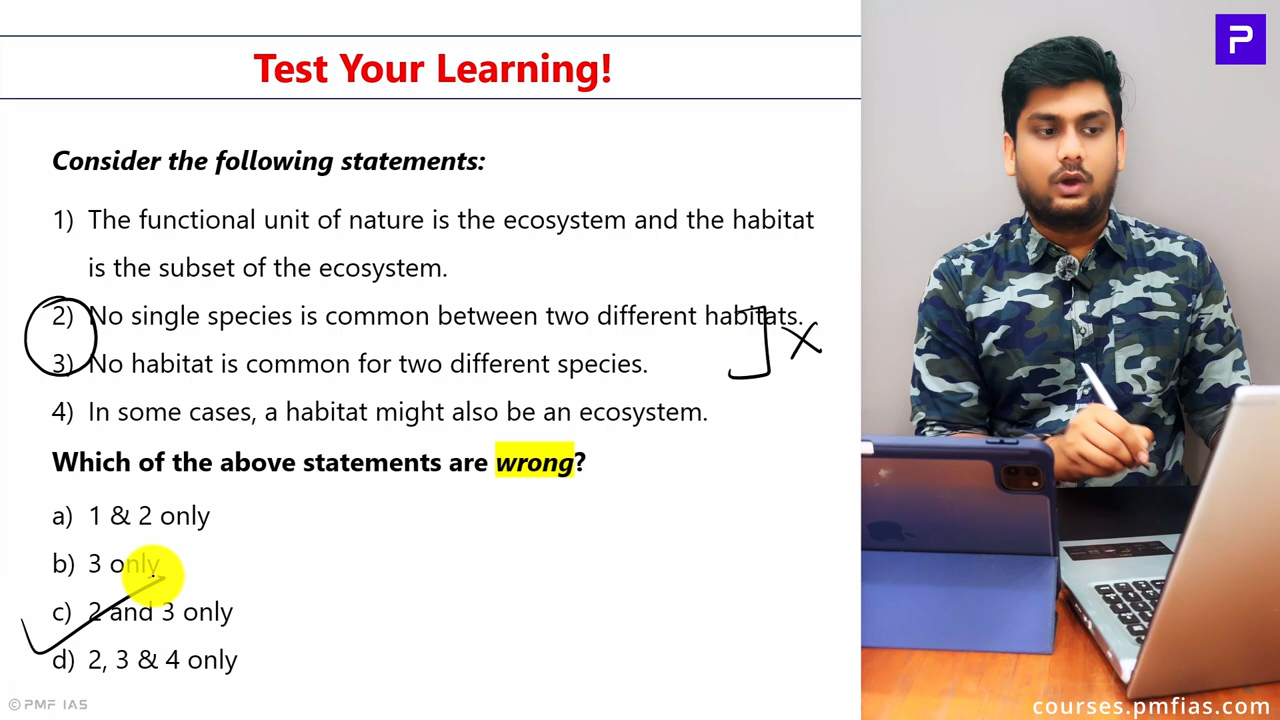 P
Test Your Learning!
Consider the following statements:
1) The functional unit of nature is the ecosystem and the habitat
is the subset of the ecosystem.
2) No single species is common between two different habitats.
3) No habitat is common for two different species.
4) In some cases, a habitat might also be an ecosystem.
Which of the above statements are wrong?
a) 1 & 2 only
b) 3 only
c) 2 and 3 only
d) 2, 3 & 4 only
© PMF IAS
courses.pmfias.com